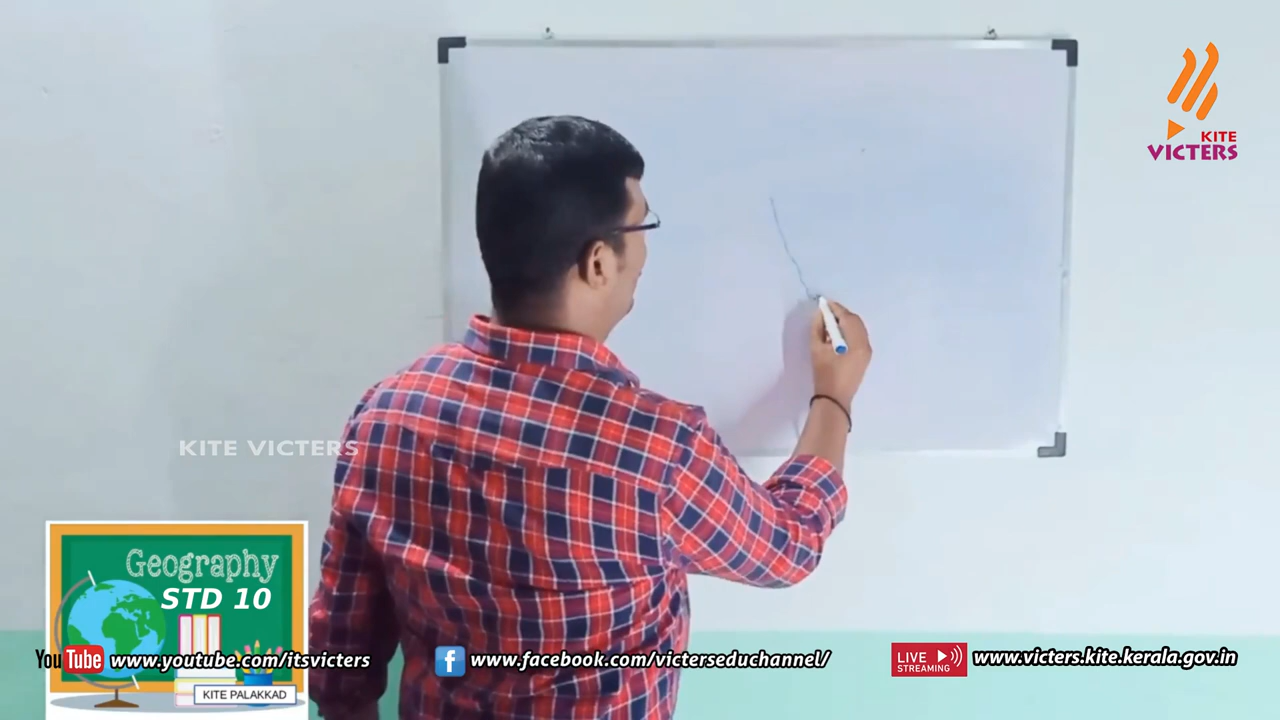 KITE
VICTERS
KITE VICTERS
Geography
STD 10
KITE PALAKKAD
YouTube www.youtube.com/itsvicters
f www.facebook.com/victerseduchannel/
LIVE
STREAMING
www.victers.kite.kerala.gov.in